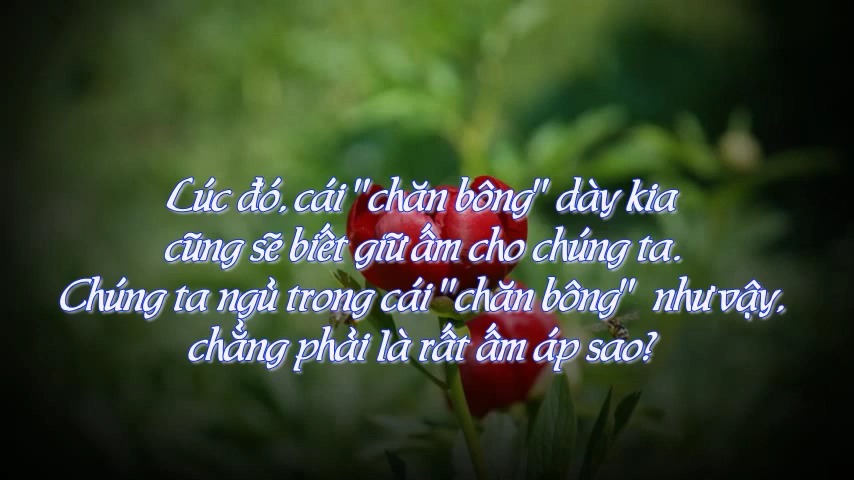 Lúc đó, cái "chăn bông" dày kia
cũng sẽ biết giữ ấm cho chúng ta.
Chúng ta ngủ trong cái "chăn bông" như vậy,
chẳng phải là rất ấm áp sao?